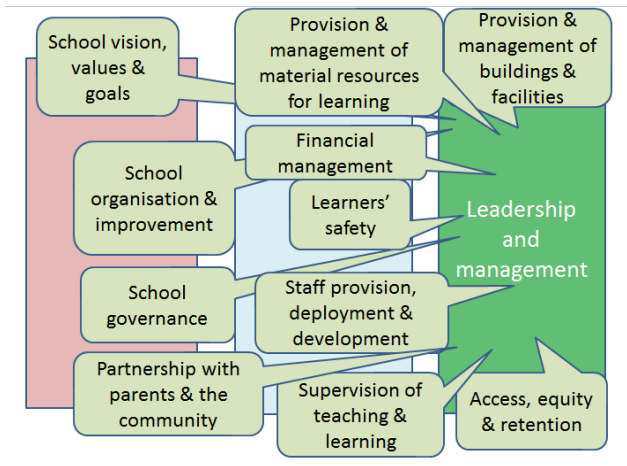 School vision,
values &
goals
Provision &
management of
material resources
for learning
Provision &
management of
buildings &
facilities
Financial
management
School
organisation &
improvement
Learners’
safety
Leadership
and
management
School
governance
Staff provision,
deployment &
development
Partnership with
parents & the
community
Supervision of
teaching &
learning
Access, equity
& retention